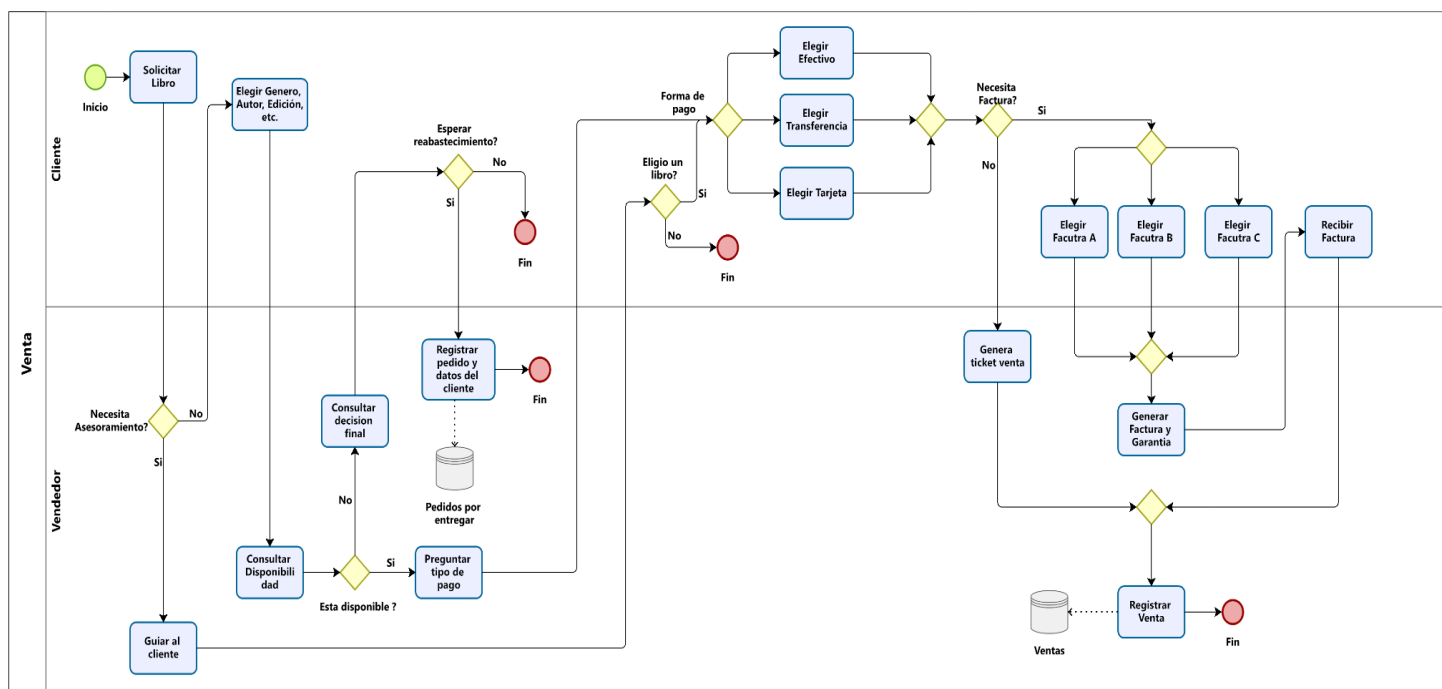 Venta
Cliente
Inicio
Solicitar
Libro
Elegir Genero,
Autor, Edición,
etc.
Esperar
reabastecimiento?
No
Si
Fin
Eligio un
libro?
Si
No
Fin
Forma de
pago
Elegir
Efectivo
Elegir
Transferencia
Elegir Tarjeta
Necesita
Factura?
Si
No
Elegir
Facutra A
Elegir
Facutra B
Elegir
Facutra C
Recibir
Factura
Vendedor
Necesita
Asesoramiento?
No
Si
Guiar al
cliente
Consultar
Disponibili
dad
Esta disponible ?
No
Si
Consultar
decision
final
Registrar
pedido y
datos del
cliente
Fin
Pedidos por
entregar
Preguntar
tipo de
pago
Genera
ticket venta
Generar
Factura y
Garantia
Registrar
Venta
Ventas
Fin